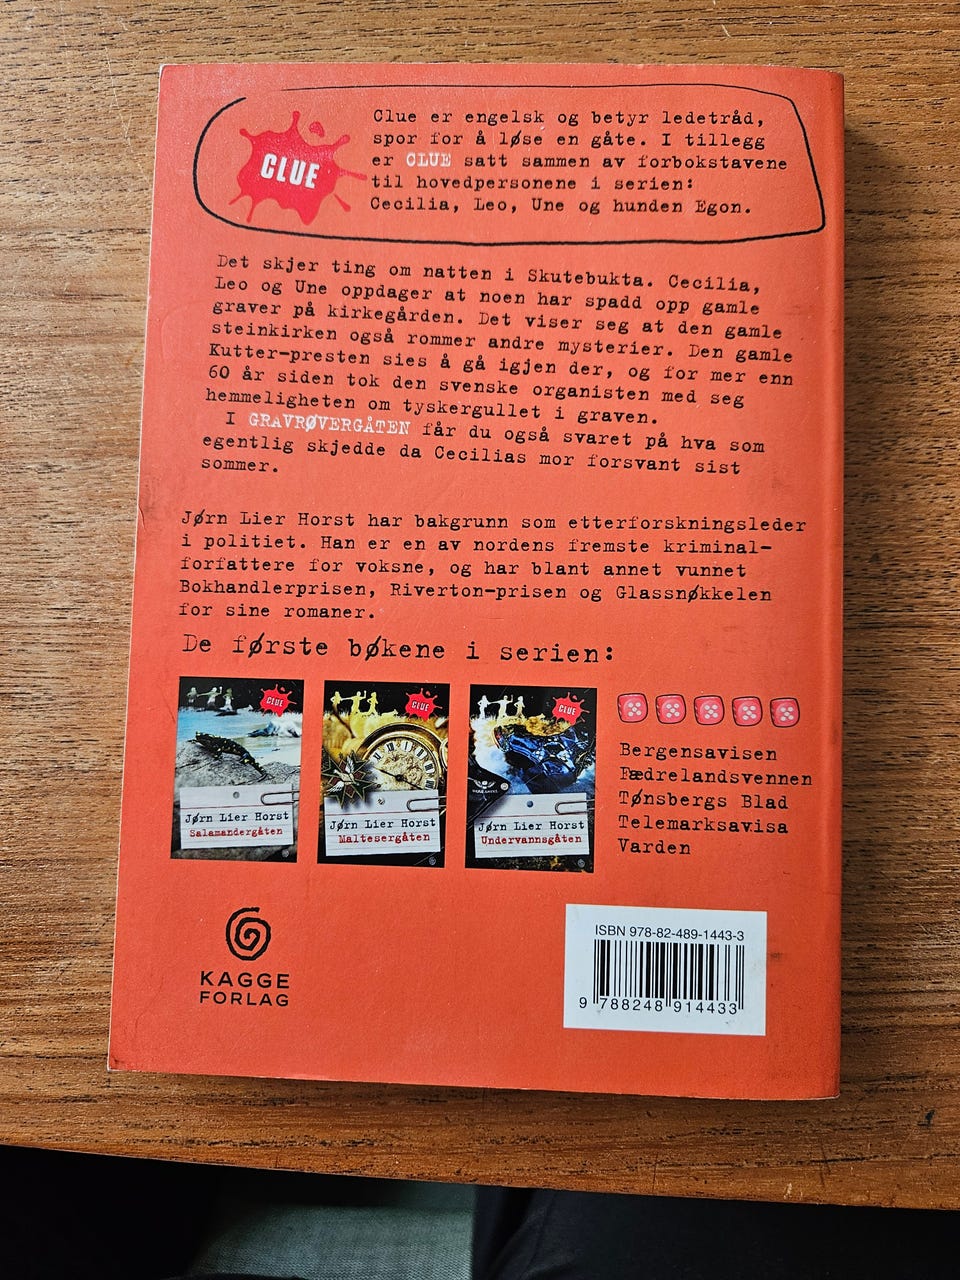 CLUE
Clue er engelsk og betyr ledetråd,
spor for å løse en gåte. I tillegg
er CLUE satt sammen av forbokstavene
til hovedpersonene i serien:
Cecilia, Leo, Une og hunden Egon.
Det skjer ting om natten i Skutebukta. Cecilia,
Leo og Une oppdager at noen har spadd opp gamle
graver på kirkegården. Det viser seg at den gamle
steinkirken også rommer andre mysterier. Den gamle
Kutter-presten sies å gå igjen der, og for mer enn
60 år siden tok den svenske organisten med seg
hemmeligheten om tyskergullet i graven.
I GRAVRØVERGÅTEN får du også svaret på hva som
egentlig skjedde da Cecilias mor forsvant sist
sommer.
Jørn Lier Horst har bakgrunn som etterforskningsleder
i politiet. Han er en av nordens fremste kriminal-
forfattere for voksne, og har blant annet vunnet
Bokhandlerprisen, Riverton-prisen og Glassnøkkelen
for sine romaner.
De første bøkene i serien:
CLUE
Jørn Lier Horst
Salamandergåten
CLUE
Jørn Lier Horst
Maltesergåten
CLUE
Jørn Lier Horst
Undervannsgåten
Bergensavisen
Fædrelandsvennen
Tønsbergs Blad
Telemarksavisa
Varden
KAGGE
FORLAG
ISBN 978-82-489-1443-3
9 788248 914433